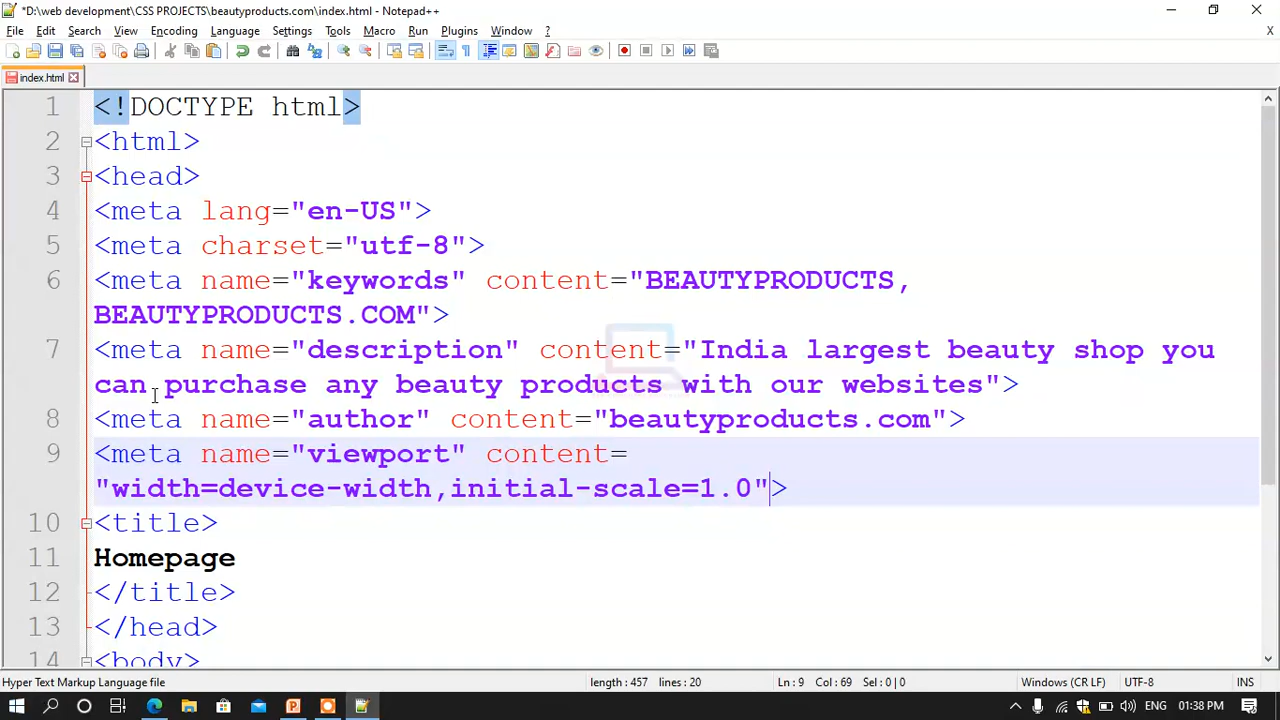 *D:\web development\CSS PROJECTS\beautyproducts.com\index.html - Notepad++
File Edit Search View Encoding Language Settings Tools Macro Run Plugins Window ? X
index.html
1 <!DOCTYPE html>
2 <html>
3 <head>
4 <meta lang="en-US">
5 <meta charset="utf-8">
6 <meta name="keywords" content="BEAUTYPRODUCTS,
BEAUTYPRODUCTS.COM">
7 <meta name="description" content="India largest beauty shop you
can purchase any beauty products with our websites">
8 <meta name="author" content="beautyproducts.com">
9 <meta name="viewport" content=
"width=device-width,initial-scale=1.0">
10 <title>
11 Homepage
12 </title>
13 </head>
14 <body>
Hyper Text Markup Language file length : 457 lines : 20 Ln : 9 Col : 69 Sel : 0 | 0 Windows (CR LF) UTF-8 INS
ENG 01:38 PM